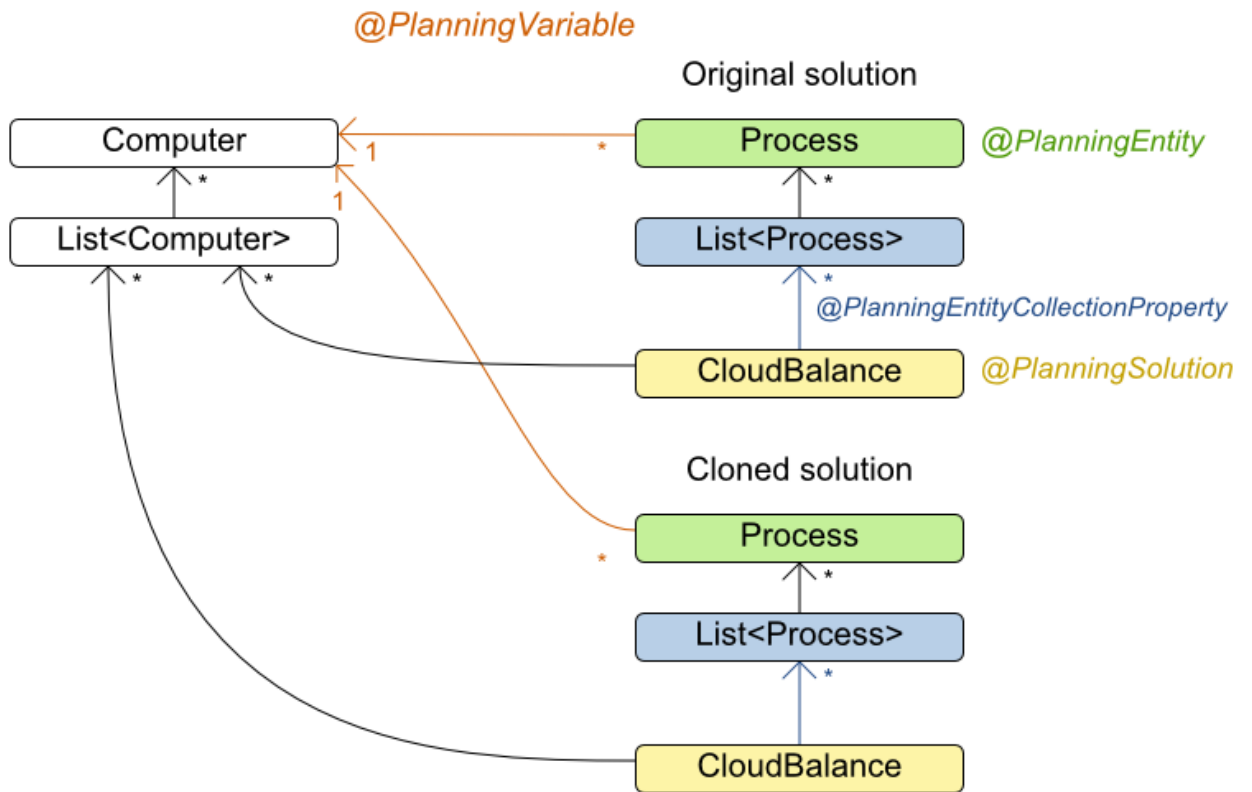 @PlanningVariable
Original solution
Computer
1
*
Process
@PlanningEntity
*
1
*
List<Computer>
List<Process>
*
*
*
@PlanningEntityCollectionProperty
CloudBalance
@PlanningSolution
Cloned solution
Process
*
*
List<Process>
*
CloudBalance